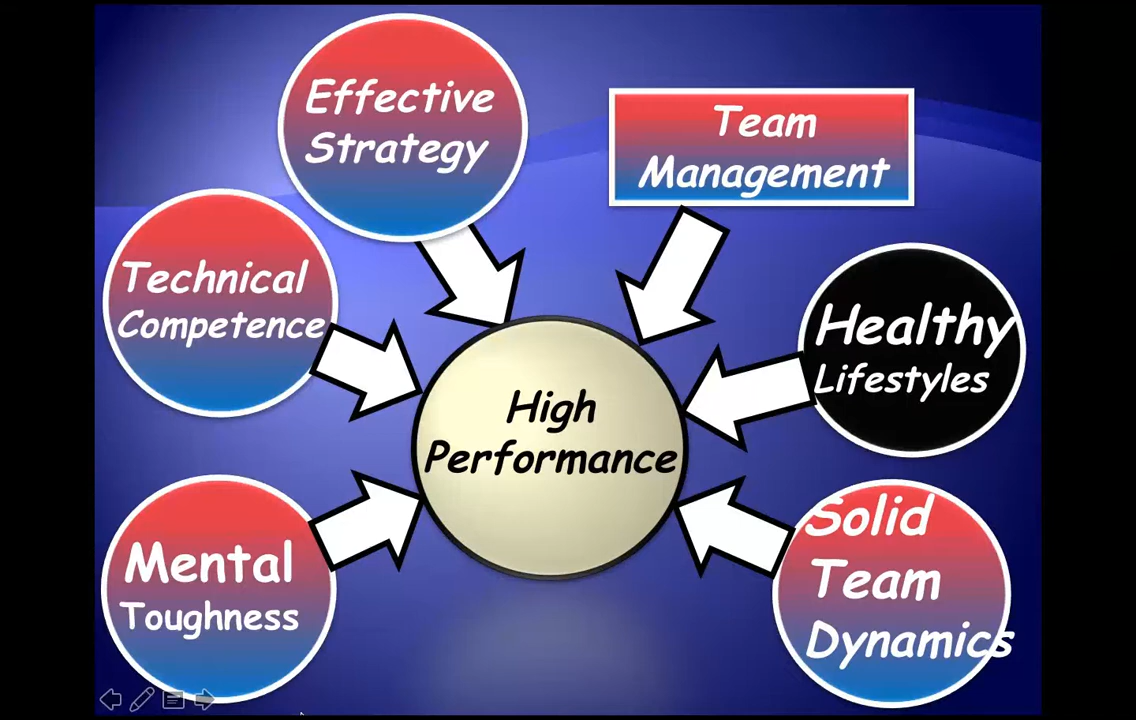 Effective
Strategy
Team
Management
Technical
Competence
Healthy
Lifestyles
High
Performance
Mental
Toughness
Solid
Team
Dynamics